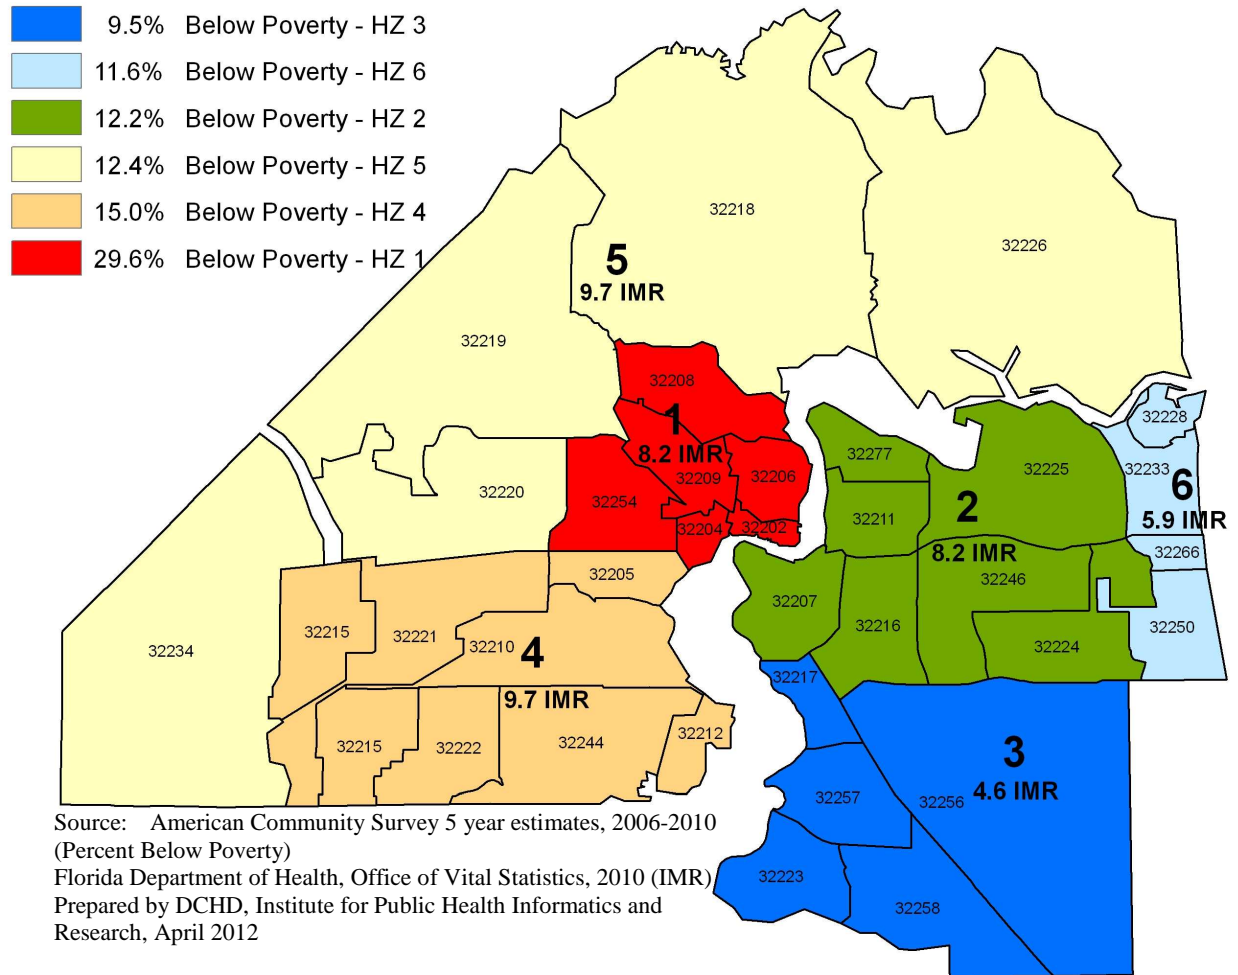 9.5% Below Poverty - HZ 3
11.6% Below Poverty - HZ 6
12.2% Below Poverty - HZ 2
12.4% Below Poverty - HZ 5
15.0% Below Poverty - HZ 4
29.6% Below Poverty - HZ 1
32218
32226
5
9.7 IMR
32219
32208
1
8.2 IMR
32209
32206
32254
32204
32202
32220
32277
32225
32211
2
8.2 IMR
32246
32207
32216
32224
32228
32233
6
5.9 IMR
32266
32250
32234
32205
32215
32221
32210
4
9.7 IMR
32215
32222
32244
32212
32217
3
4.6 IMR
32256
32257
32223
32258
Source: American Community Survey 5 year estimates, 2006-2010
(Percent Below Poverty)
Florida Department of Health, Office of Vital Statistics, 2010 (IMR)
Prepared by DCHD, Institute for Public Health Informatics and
Research, April 2012